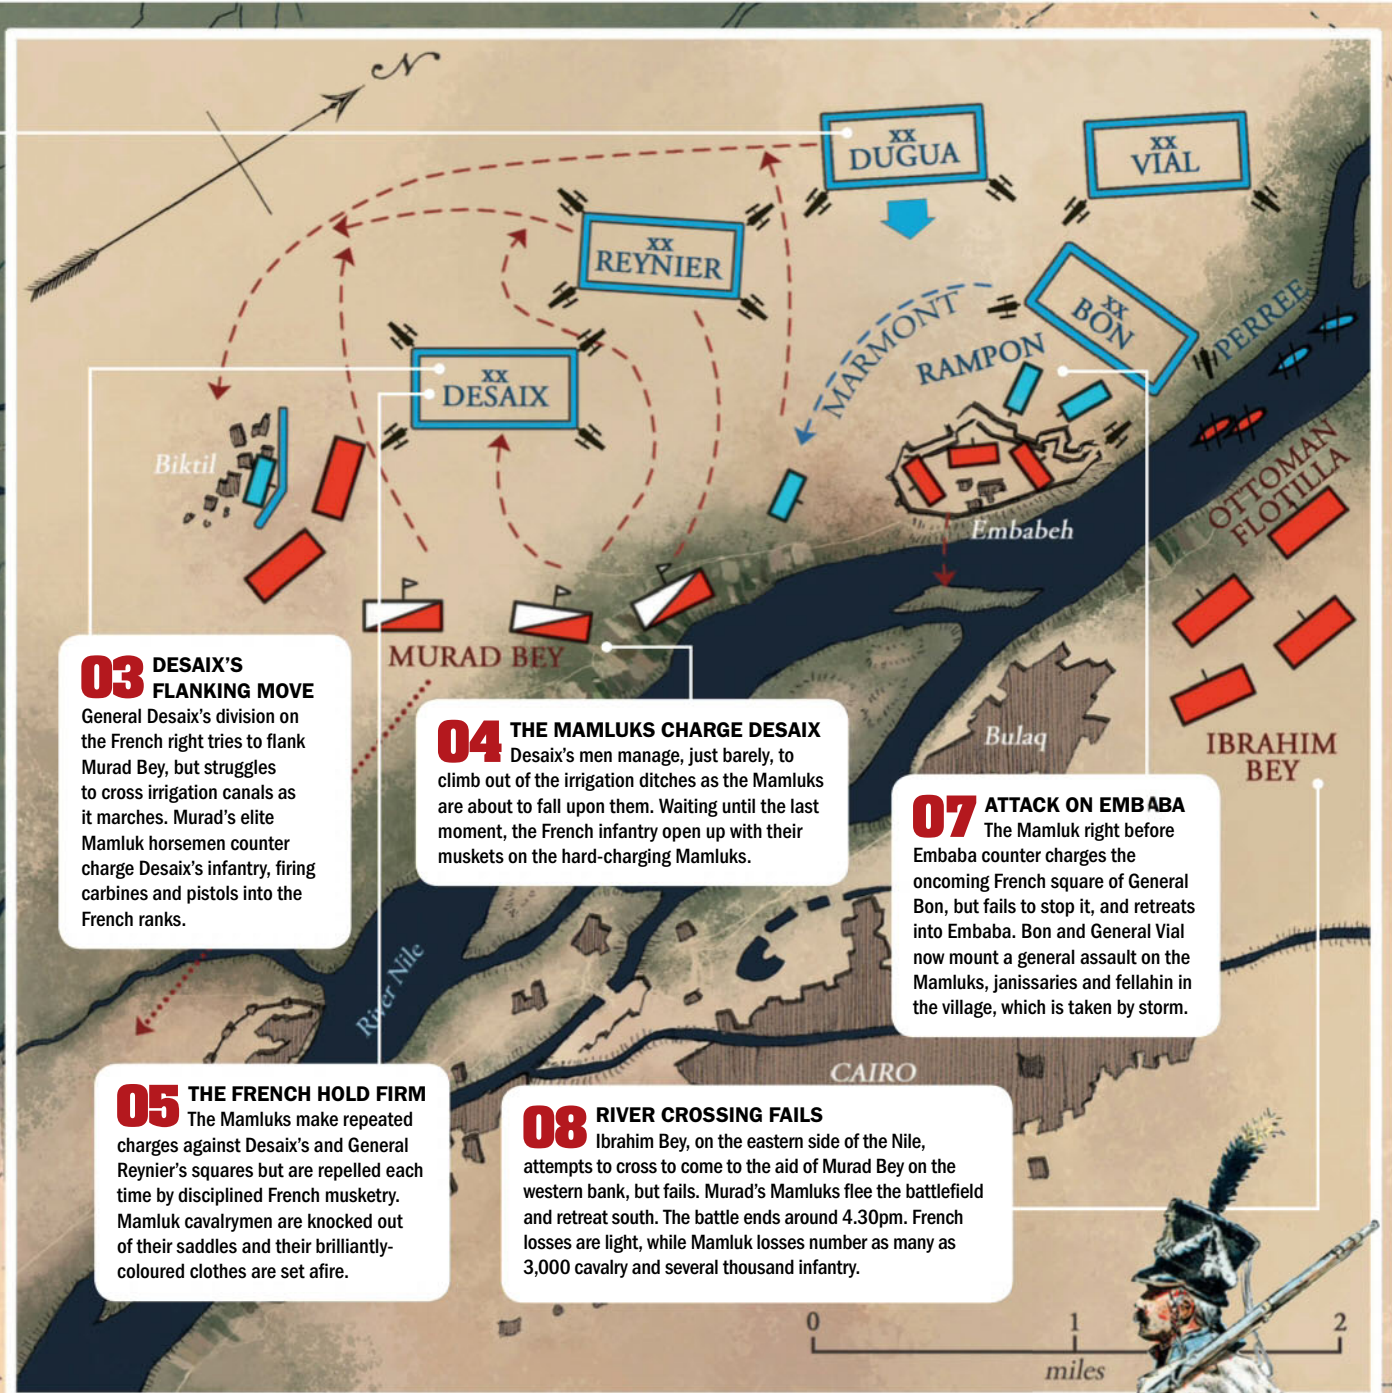 N
xx
DUGUA
xx
VIAL
xx
REYNIER
xx
BON
PERREE
MARMONT
RAMPON
xx
DESAIX
Biktil
OTTOMAN
FLOTILLA
Embabeh
MURAD BEY
Bulaq
IBRAHIM
BEY
03 DESAIX'S
FLANKING MOVE
General Desaix's division on
the French right tries to flank
Murad Bey, but struggles
to cross irrigation canals as
it marches. Murad's elite
Mamluk horsemen counter
charge Desaix's infantry, firing
carbines and pistols into the
French ranks.
04 THE MAMLUKS CHARGE DESAIX
Desaix's men manage, just barely, to
climb out of the irrigation ditches as the Mamluks
are about to fall upon them. Waiting until the last
moment, the French infantry open up with their
muskets on the hard-charging Mamluks.
07 ATTACK ON EMBABA
The Mamluk right before
Embaba counter charges the
oncoming French square of General
Bon, but fails to stop it, and retreats
into Embaba. Bon and General Vial
now mount a general assault on the
Mamluks, janissaries and fellahin in
the village, which is taken by storm.
River Nile
CAIRO
05 THE FRENCH HOLD FIRM
The Mamluks make repeated
charges against Desaix's and General
Reynier's squares but are repelled each
time by disciplined French musketry.
Mamluk cavalrymen are knocked out
of their saddles and their brilliantly-
coloured clothes are set afire.
08 RIVER CROSSING FAILS
Ibrahim Bey, on the eastern side of the Nile,
attempts to cross to come to the aid of Murad Bey on the
western bank, but fails. Murad's Mamluks flee the battlefield
and retreat south. The battle ends around 4.30pm. French
losses are light, while Mamluk losses number as many as
3,000 cavalry and several thousand infantry.
0 1 2
miles